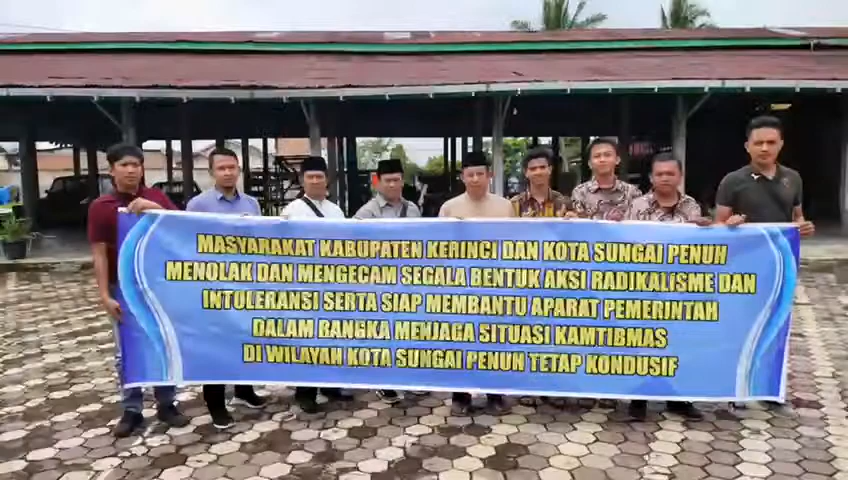 MASYARAKAT KABUPATEN KERINCI DAN KOTA SUNGAI PENUH
MENOLAK DAN MENGECAM SEGALA BENTUK AKSI RADIKALISME DAN
INTOLERANSI SERTA SIAP MEMBANTU APARAT PEMERINTAH
DALAM RANGKA MENJAGA SITUASI KAMTIBMAS
DI WILAYAH KOTA SUNGAI PENUH TETAP KONDUSIF